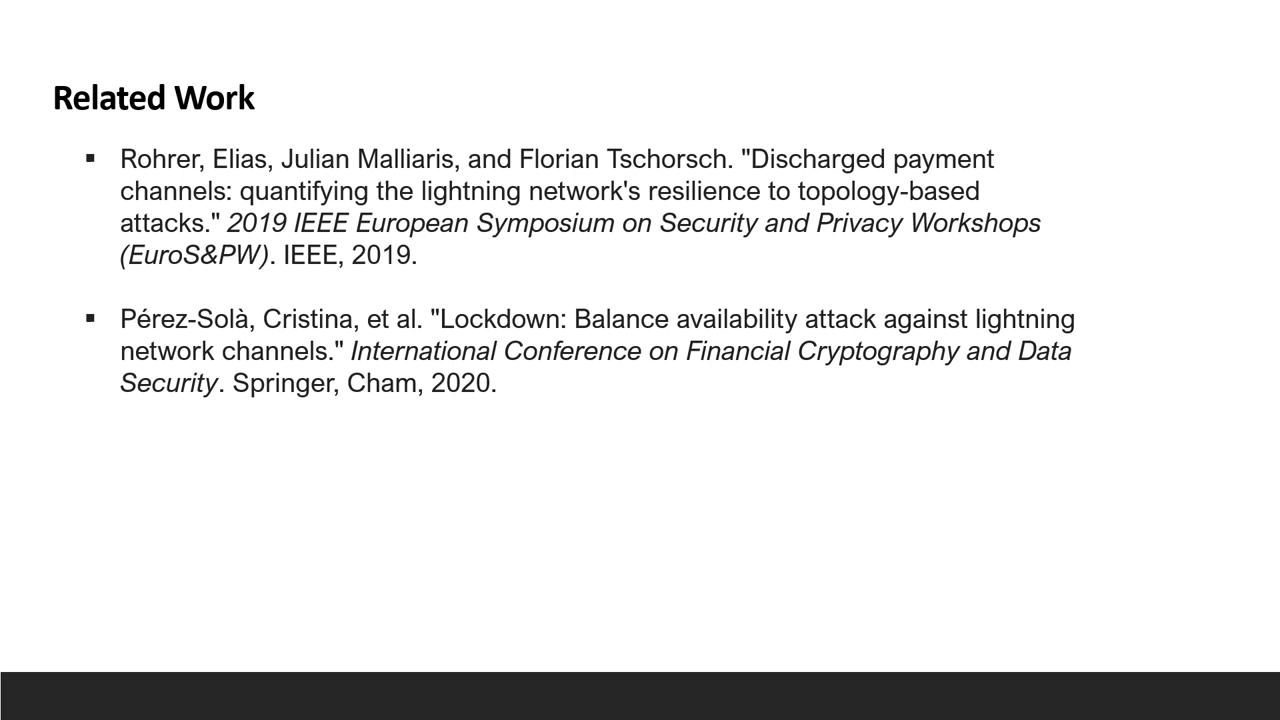 Related Work
▪ Rohrer, Elias, Julian Malliaris, and Florian Tschorsch. "Discharged payment
channels: quantifying the lightning network's resilience to topology-based
attacks." 2019 IEEE European Symposium on Security and Privacy Workshops
(EuroS&PW). IEEE, 2019.
▪ Pérez-Solà, Cristina, et al. "Lockdown: Balance availability attack against lightning
network channels." International Conference on Financial Cryptography and Data
Security. Springer, Cham, 2020.